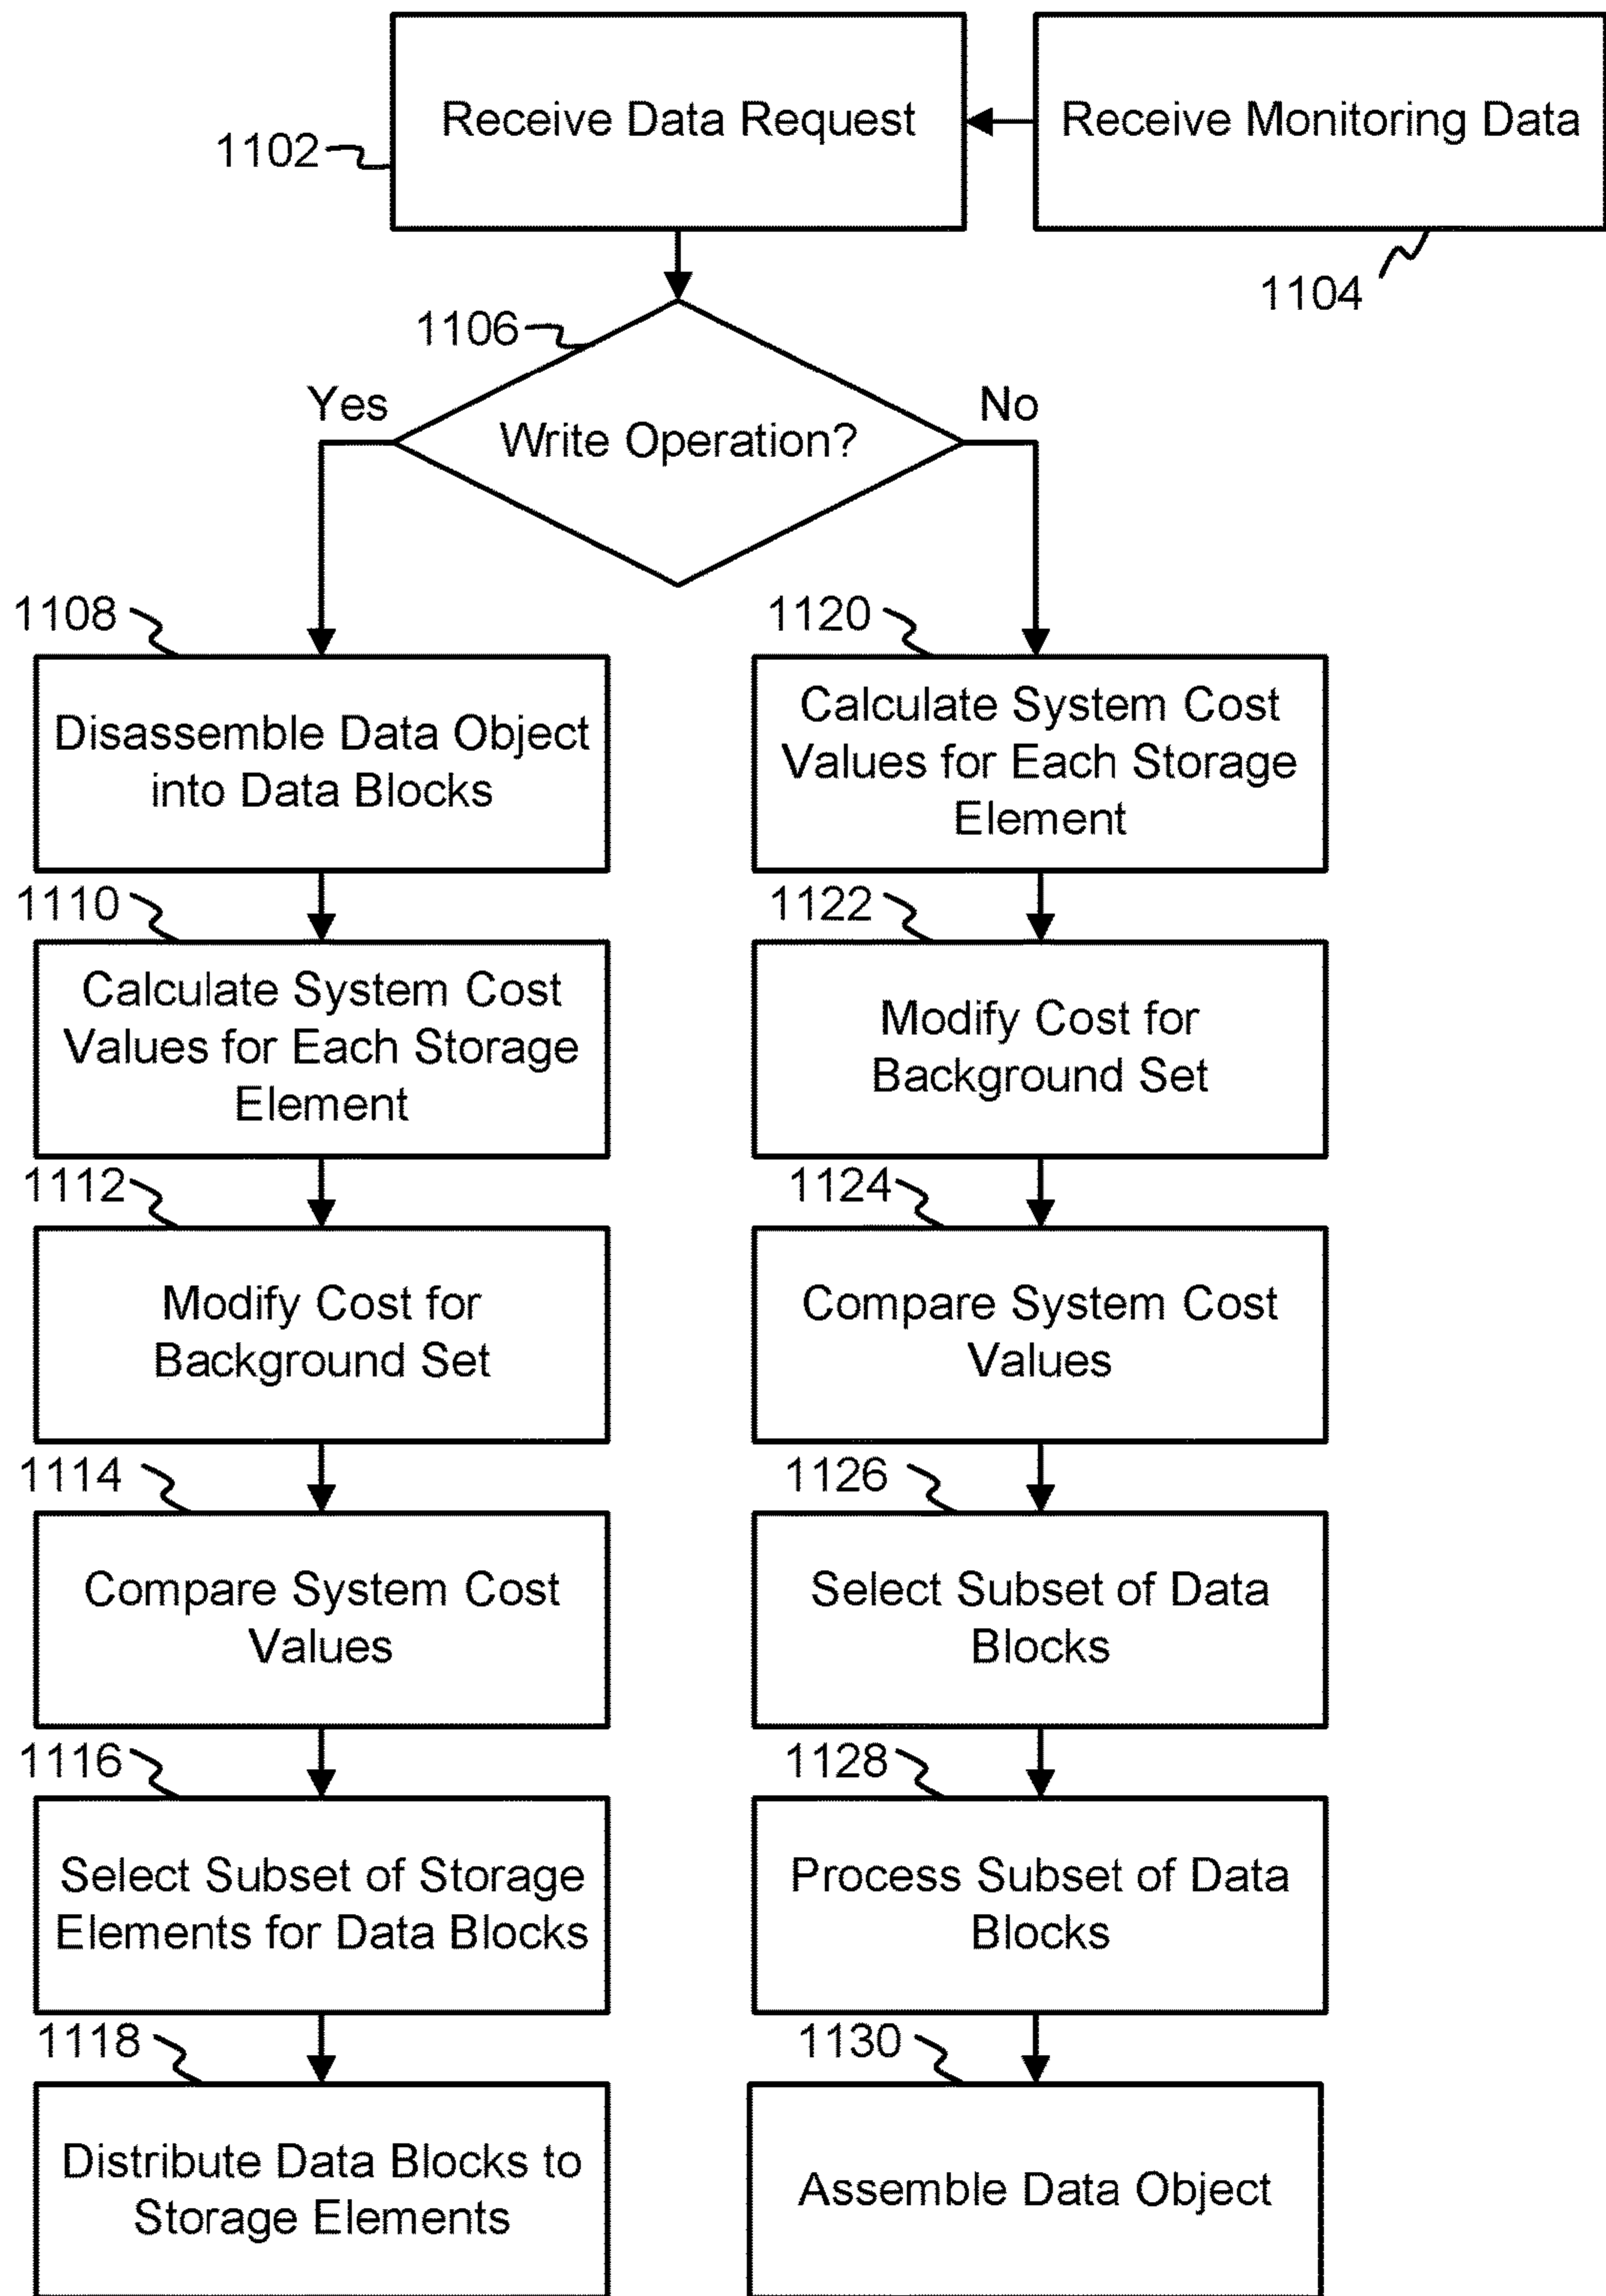 Receive Data Request
Receive Monitoring Data
1102
1104
1106
Yes
No
Write Operation?
1108
Disassemble Data Object
into Data Blocks
1110
Calculate System Cost
Values for Each Storage
Element
1112
Modify Cost for
Background Set
1114
Compare System Cost
Values
1116
Select Subset of Storage
Elements for Data Blocks
1118
Distribute Data Blocks to
Storage Elements
1120
Calculate System Cost
Values for Each Storage
Element
1122
Modify Cost for
Background Set
1124
Compare System Cost
Values
1126
Select Subset of Data
Blocks
1128
Process Subset of Data
Blocks
1130
Assemble Data Object